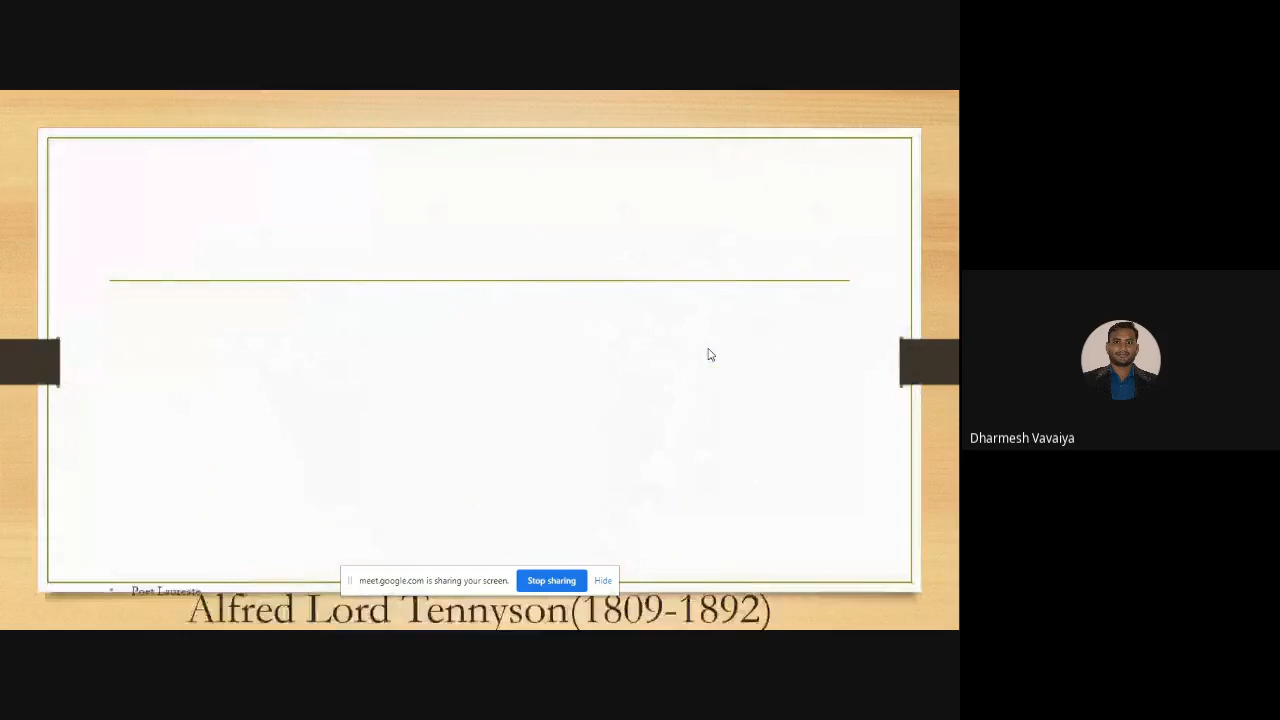 Dharmesh Vavaiya
meet.google.com is sharing your screen. Stop sharing Hide
• Poet Laureate
Alfred Lord Tennyson(1809-1892)